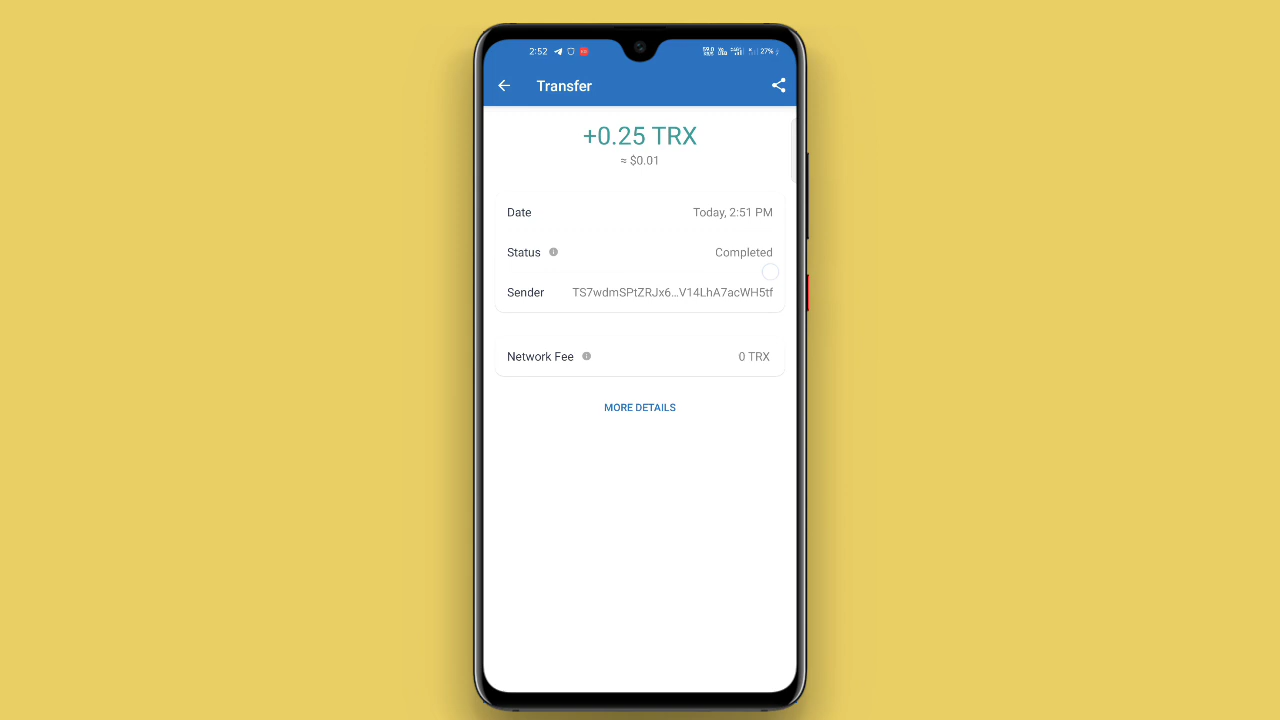 2:52 27%
Transfer
+0.25 TRX
≈ $0.01
Date Today, 2:51 PM
Status Completed
Sender TS7wdmSPtZRJx6...V14LhA7acWH5tf
Network Fee 0 TRX
MORE DETAILS